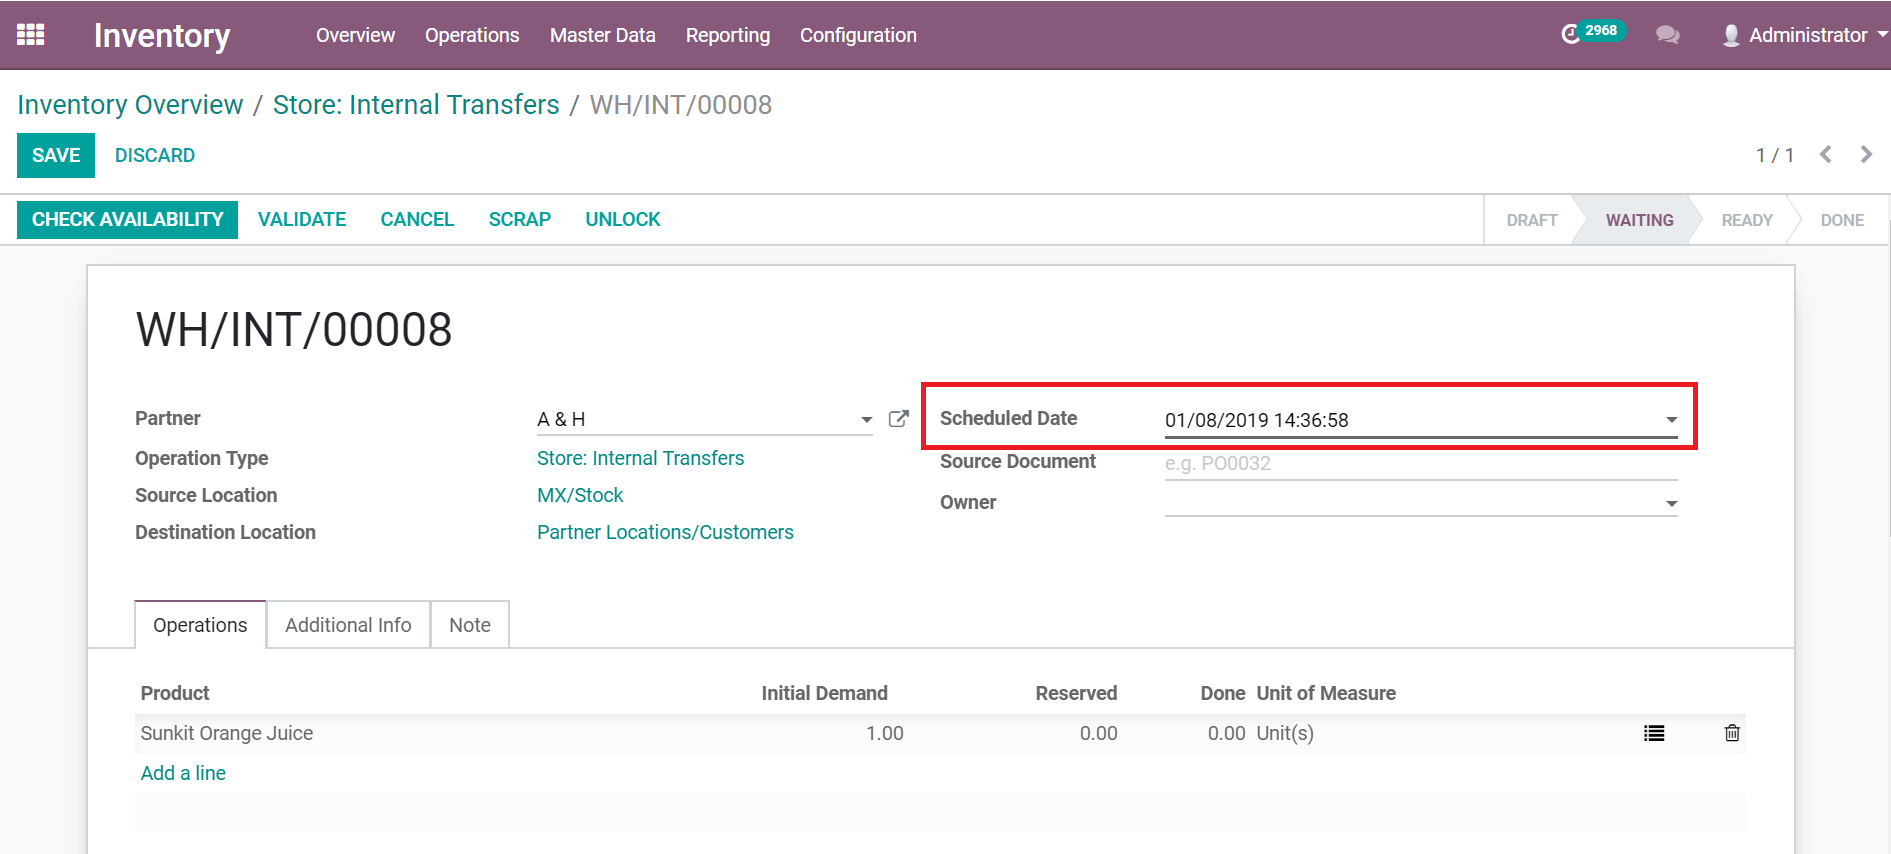 Inventory Overview Operations Master Data Reporting Configuration 2968 Administrator
Inventory Overview / Store: Internal Transfers / WH/INT/00008
SAVE DISCARD 1 / 1
CHECK AVAILABILITY VALIDATE CANCEL SCRAP UNLOCK DRAFT WAITING READY DONE
WH/INT/00008
Partner A & H Scheduled Date 01/08/2019 14:36:58
Operation Type Store: Internal Transfers Source Document e.g. PO0032
Source Location MX/Stock Owner
Destination Location Partner Locations/Customers
Operations Additional Info Note
Product Initial Demand Reserved Done Unit of Measure
Sunkit Orange Juice 1.00 0.00 0.00 Unit(s)
Add a line